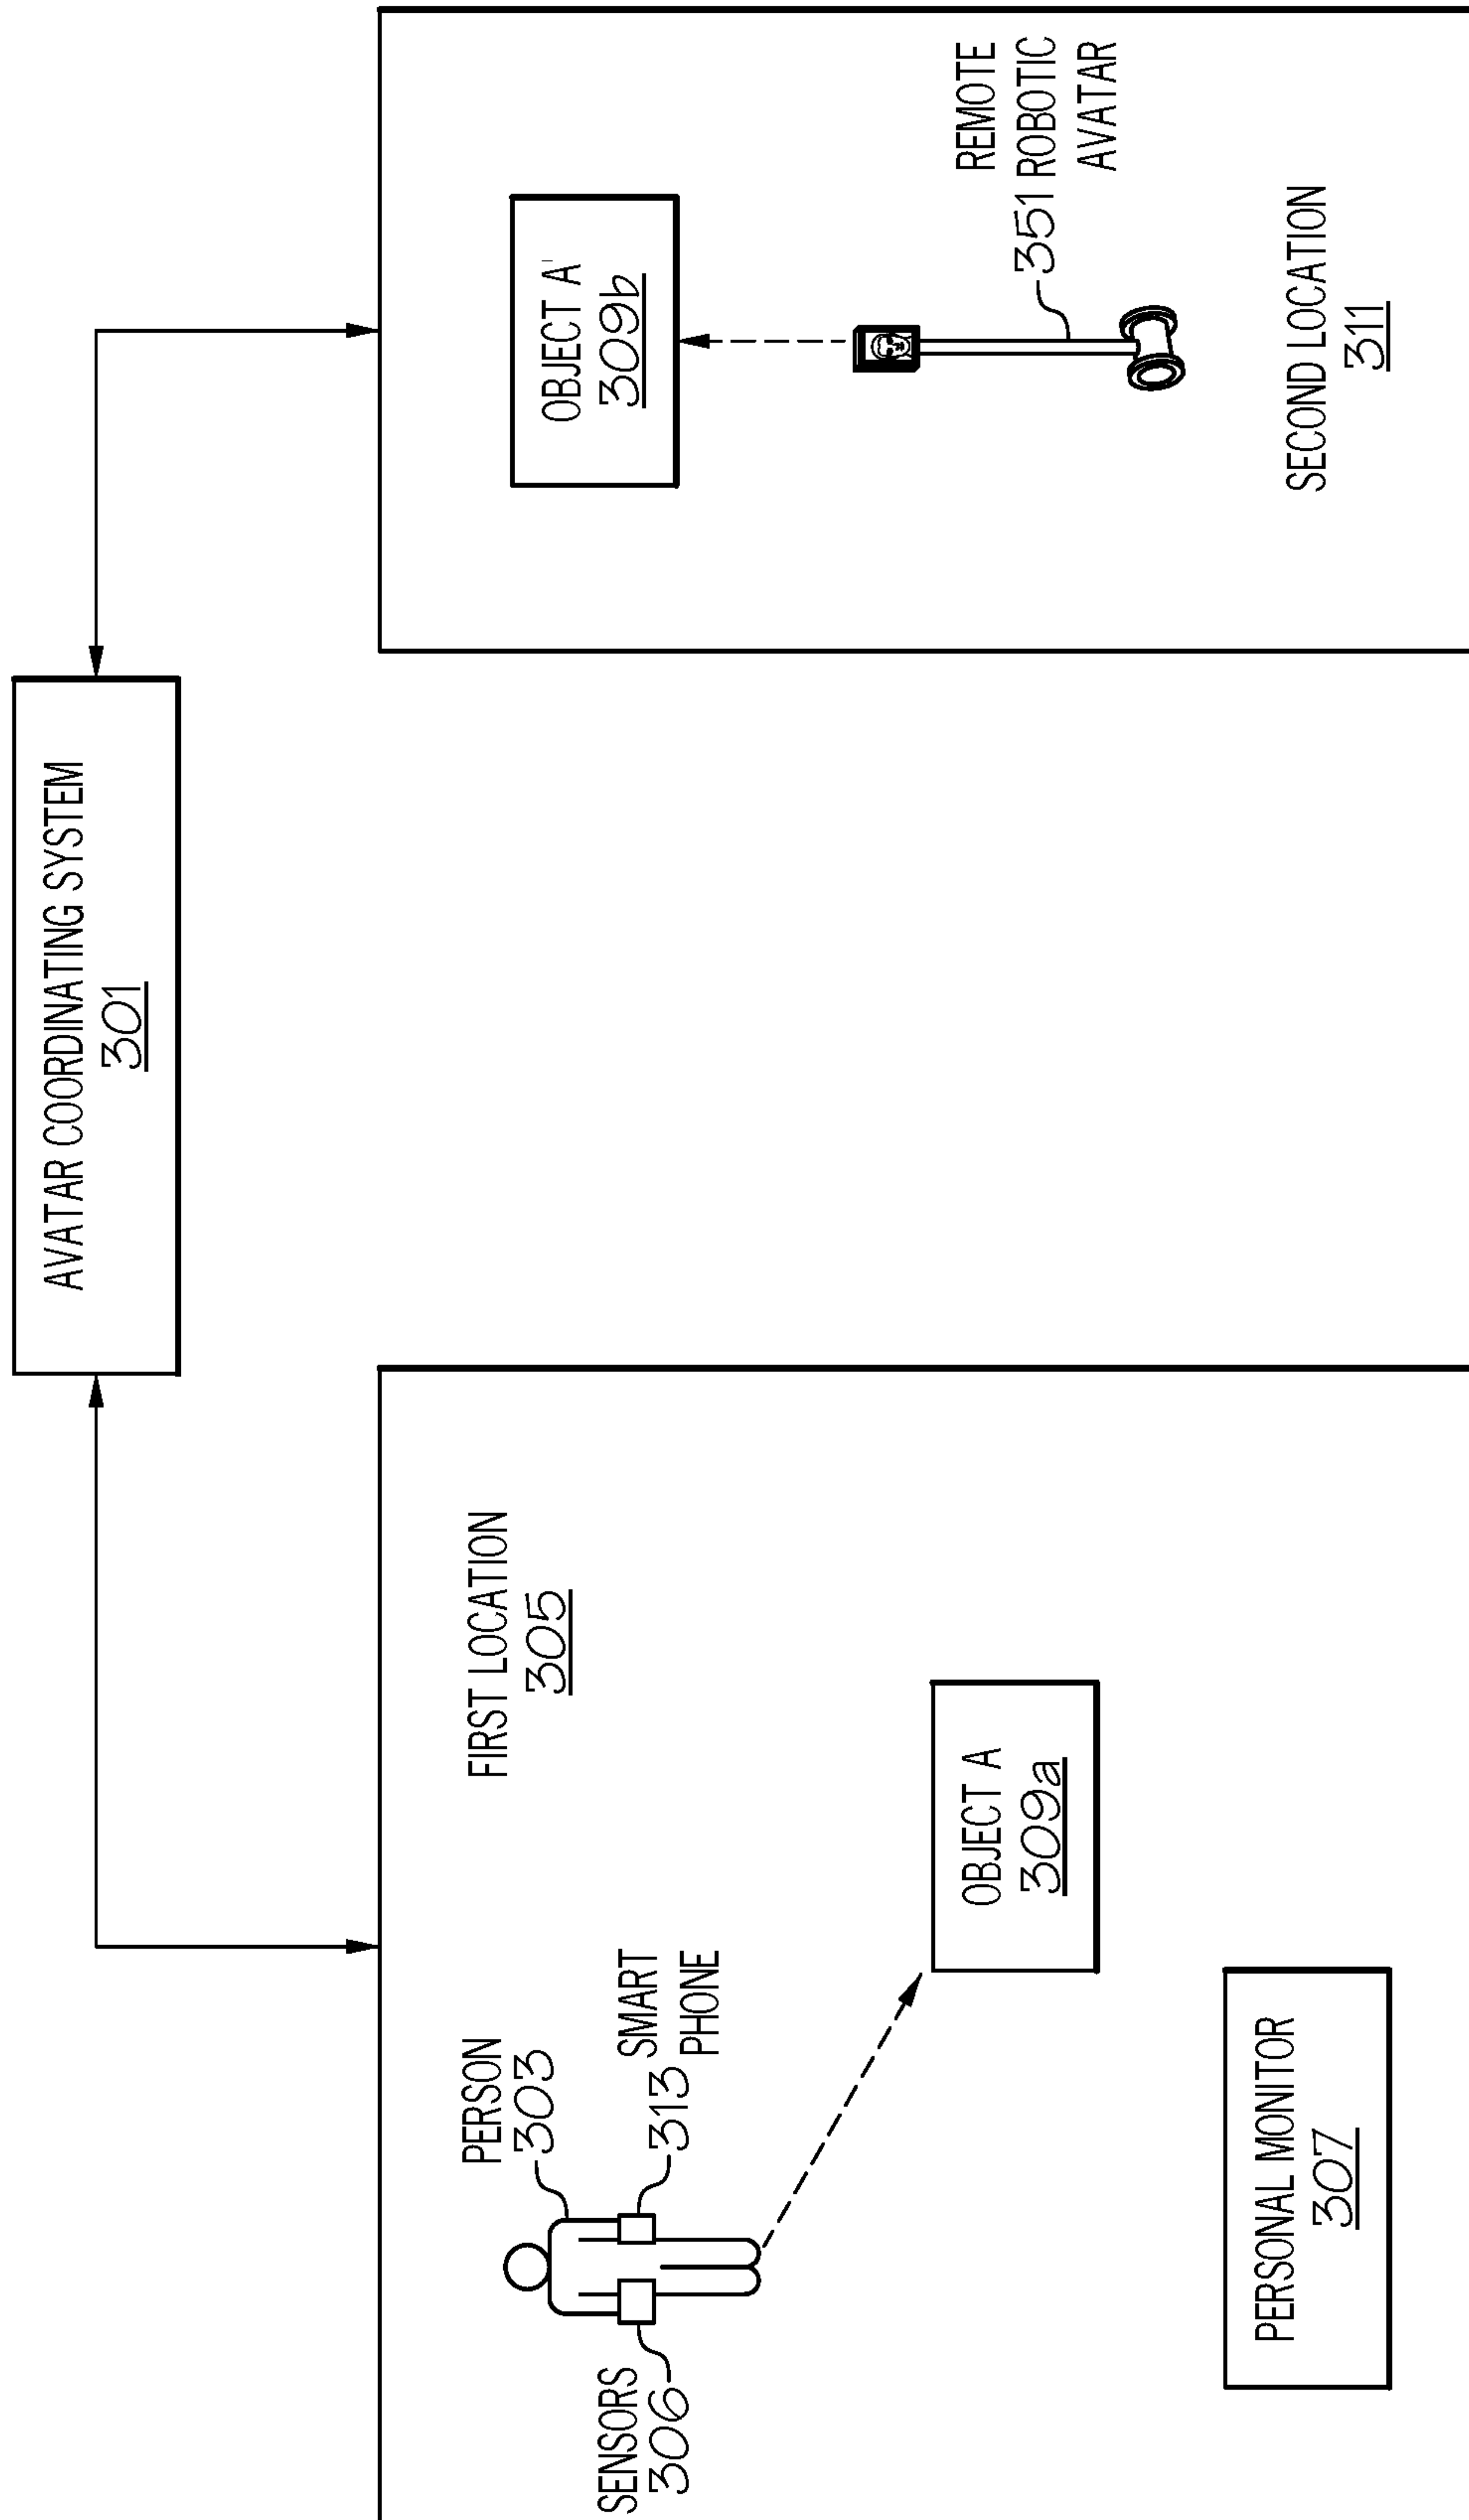 AVATAR COORDINATING SYSTEM
301
FIRST LOCATION
305
PERSON
303
SENSORS
306
SMART
PHONE
313
OBJECT A
309a
PERSONAL MONITOR
307
OBJECT A'
309b
REMOTE
ROBOTIC
AVATAR
351
SECOND LOCATION
311